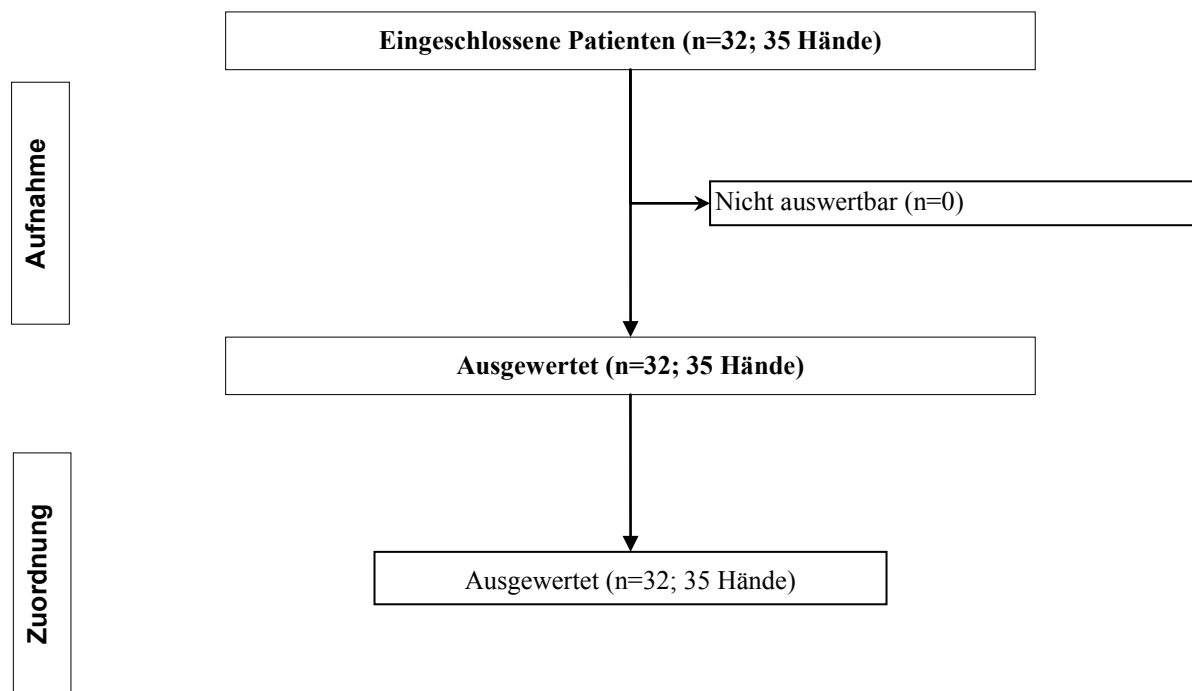 Eingeschlossene Patienten (n=32; 35 Hände)
Aufnahme
Nicht auswertbar (n=0)
Ausgewertet (n=32; 35 Hände)
Zuordnung
Ausgewertet (n=32; 35 Hände)